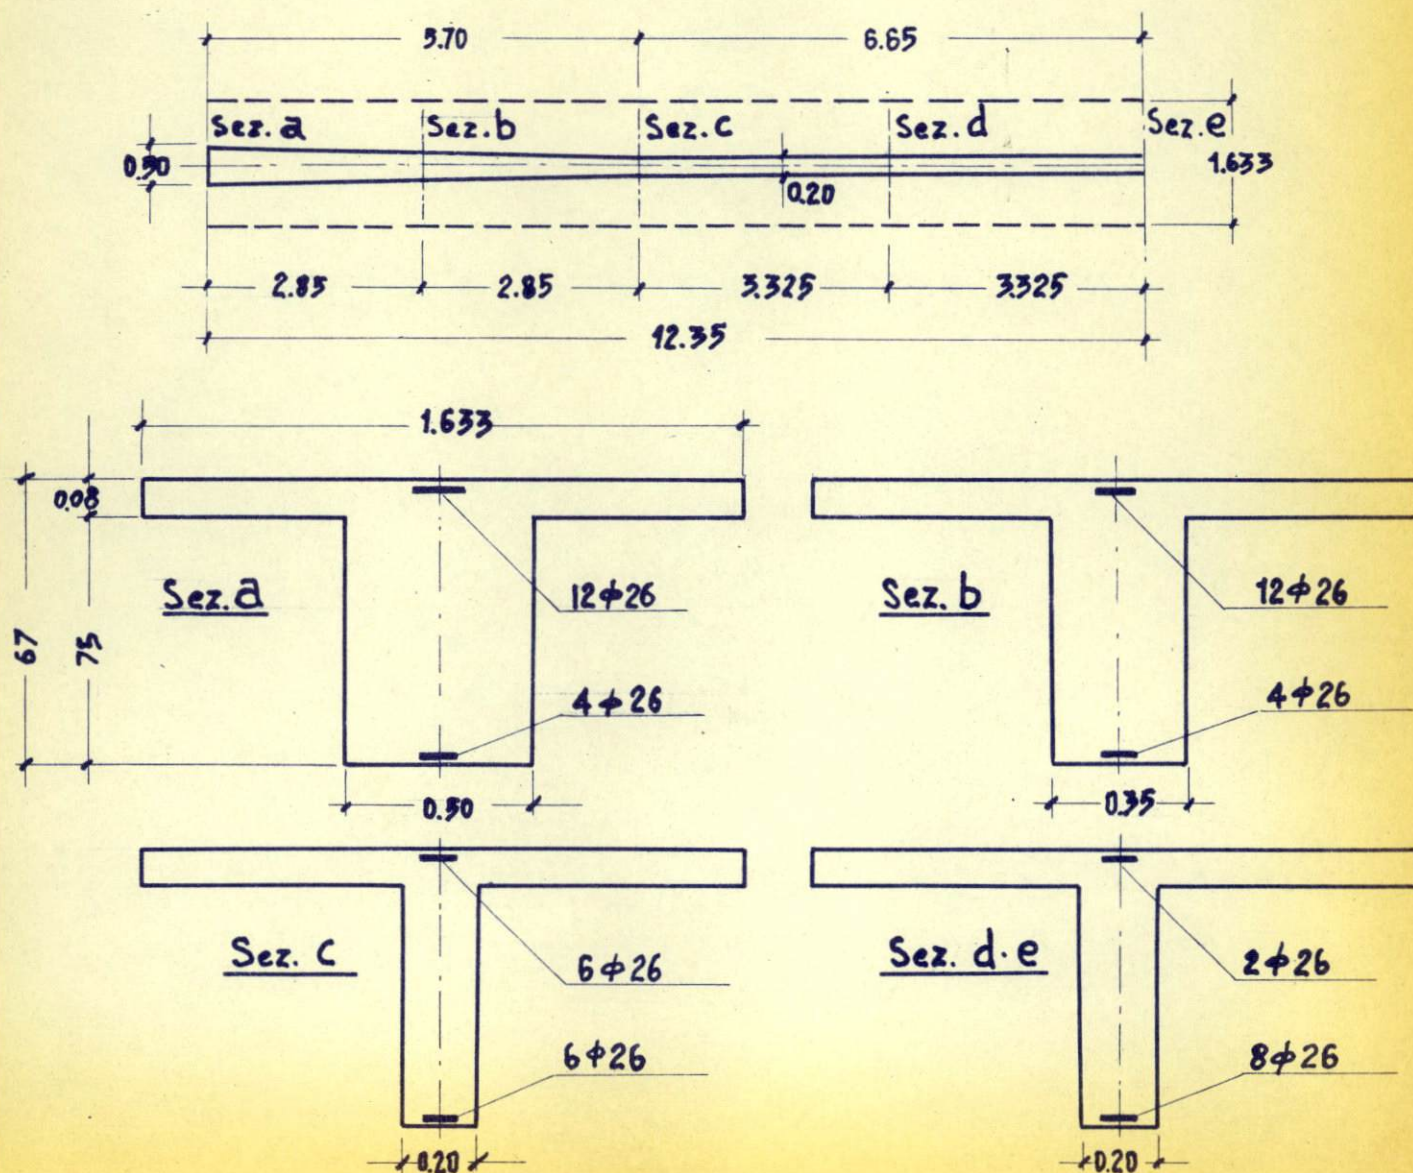 5.70 6.65
Sez. a Sez. b Sez. c Sez. d Sez. e
0.50 0.20 1.633
2.85 2.85 3.325 3.325
12.35
1.633
0.08
67 75
Sez. a 12ϕ26 Sez. b 12ϕ26
4ϕ26 4ϕ26
0.50 0.35
Sez. c 6ϕ26 Sez. d·e 2ϕ26
6ϕ26 8ϕ26
0.20 0.20